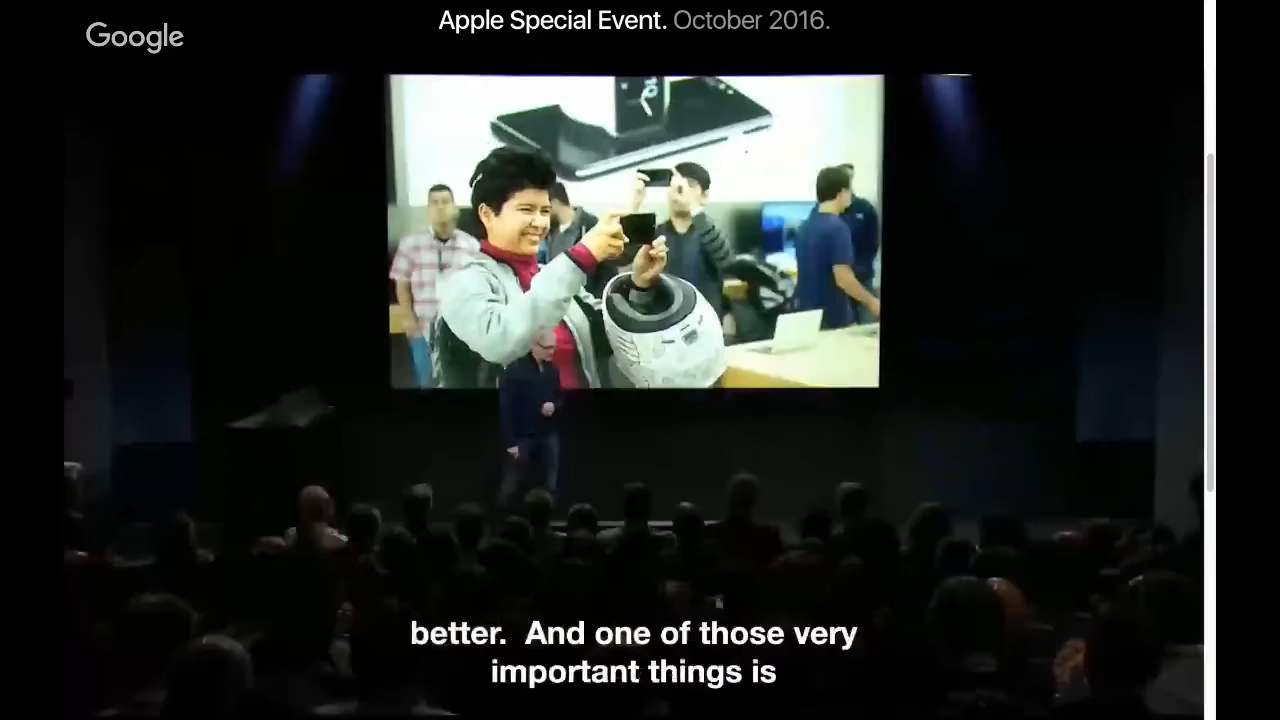 Apple Special Event. October 2016.
Google
better. And one of those very
important things is